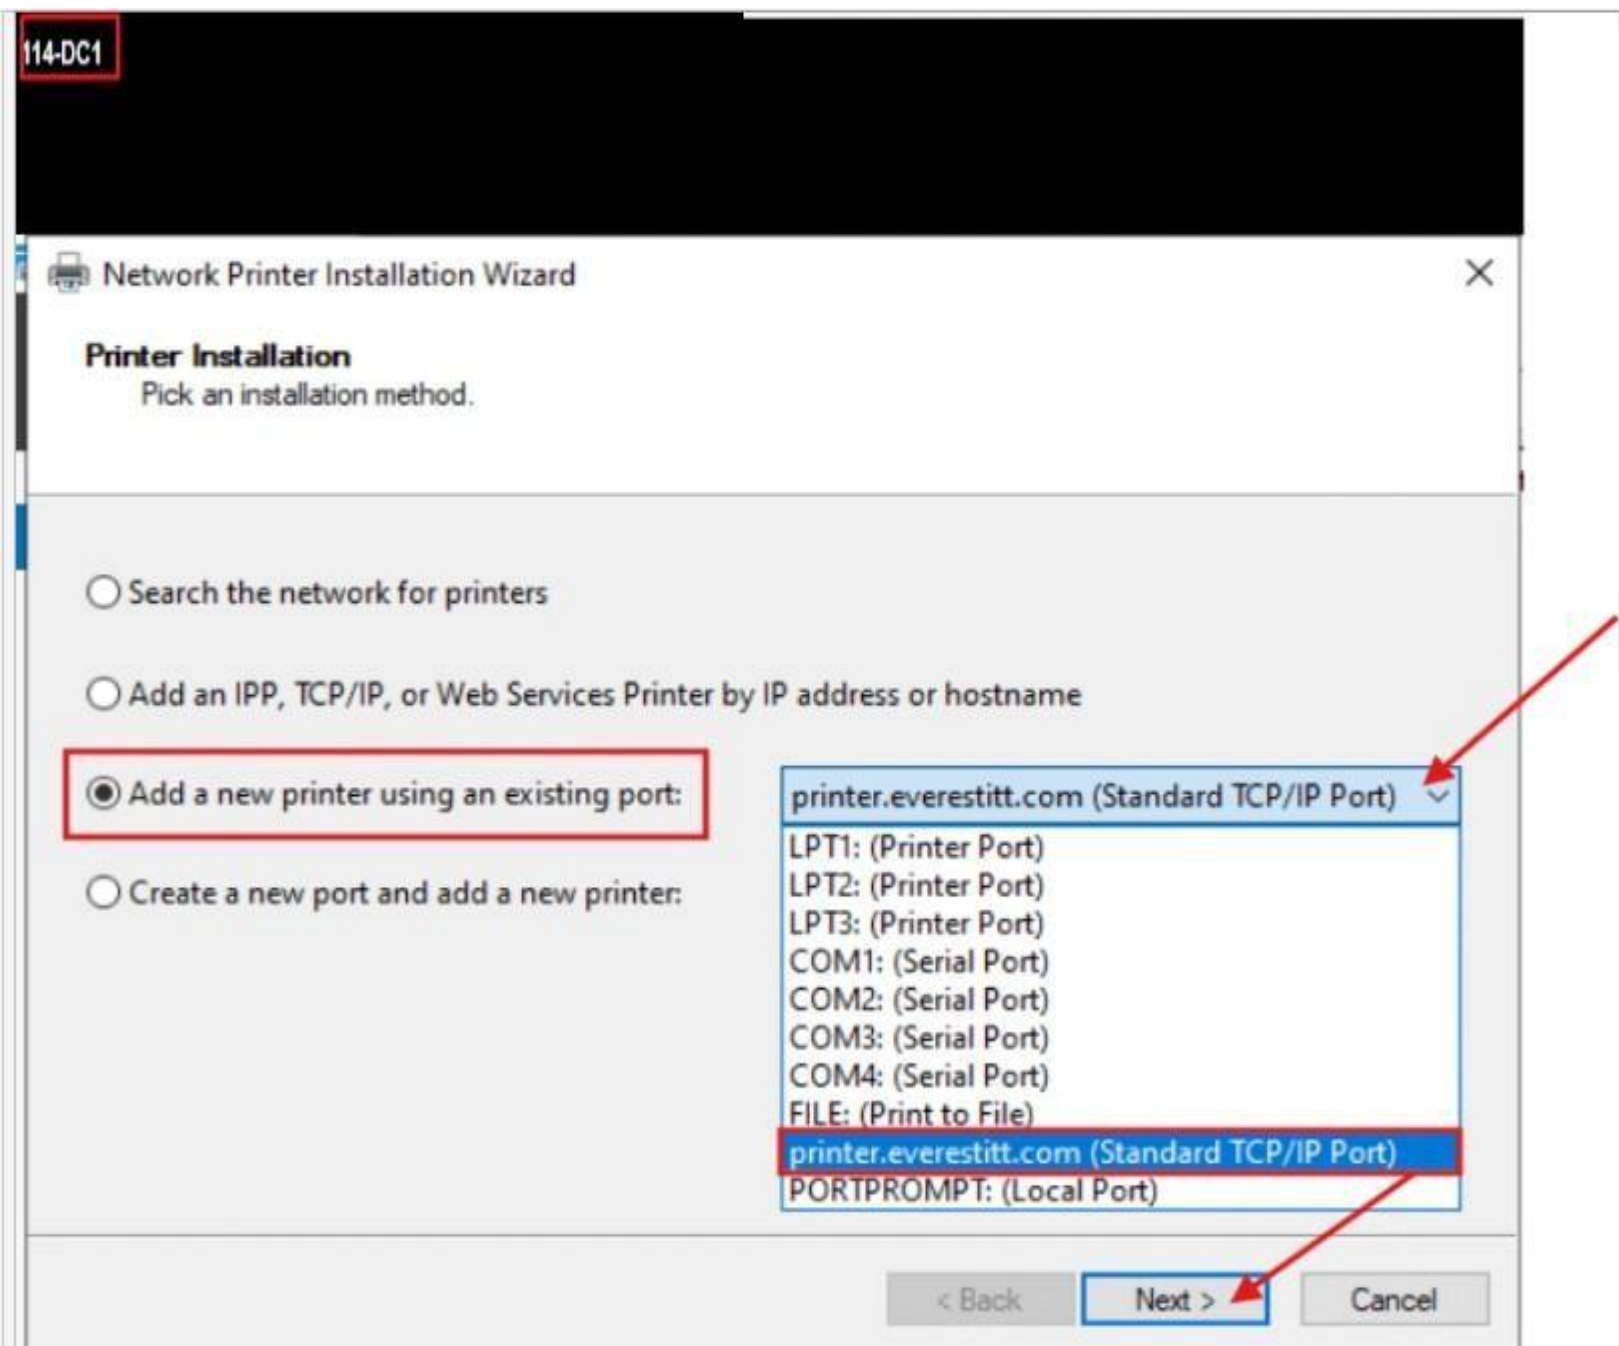 114-DC1
Network Printer Installation Wizard
Printer Installation
Pick an installation method.
Search the network for printers
Add an IPP, TCP/IP, or Web Services Printer by IP address or hostname
Add a new printer using an existing port:
printer.everestitt.com (Standard TCP/IP Port)
LPT1: (Printer Port)
LPT2: (Printer Port)
LPT3: (Printer Port)
COM1: (Serial Port)
COM2: (Serial Port)
COM3: (Serial Port)
COM4: (Serial Port)
FILE: (Print to File)
printer.everestitt.com (Standard TCP/IP Port)
PORTPROMPT: (Local Port)
Create a new port and add a new printer:
< Back
Next >
Cancel